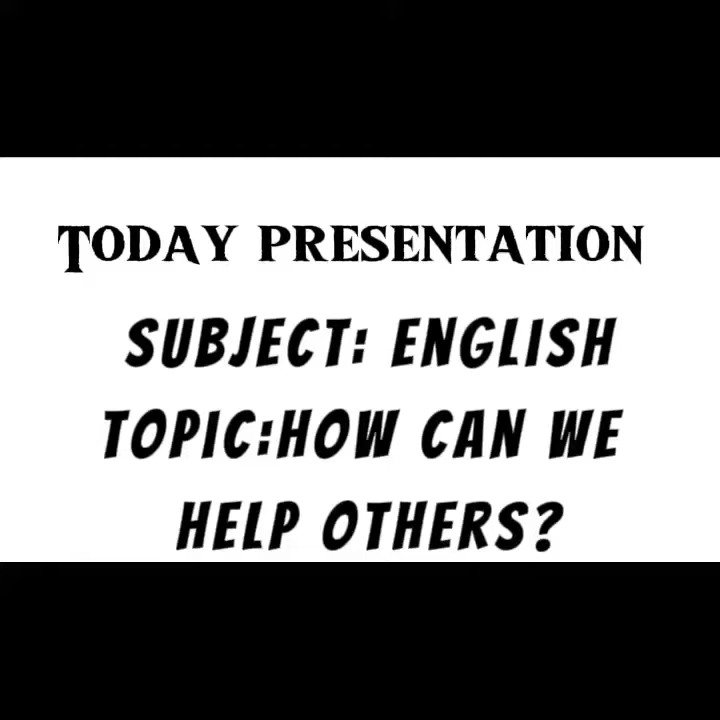 TODAY PRESENTATION
SUBJECT: ENGLISH
TOPIC:HOW CAN WE
HELP OTHERS?